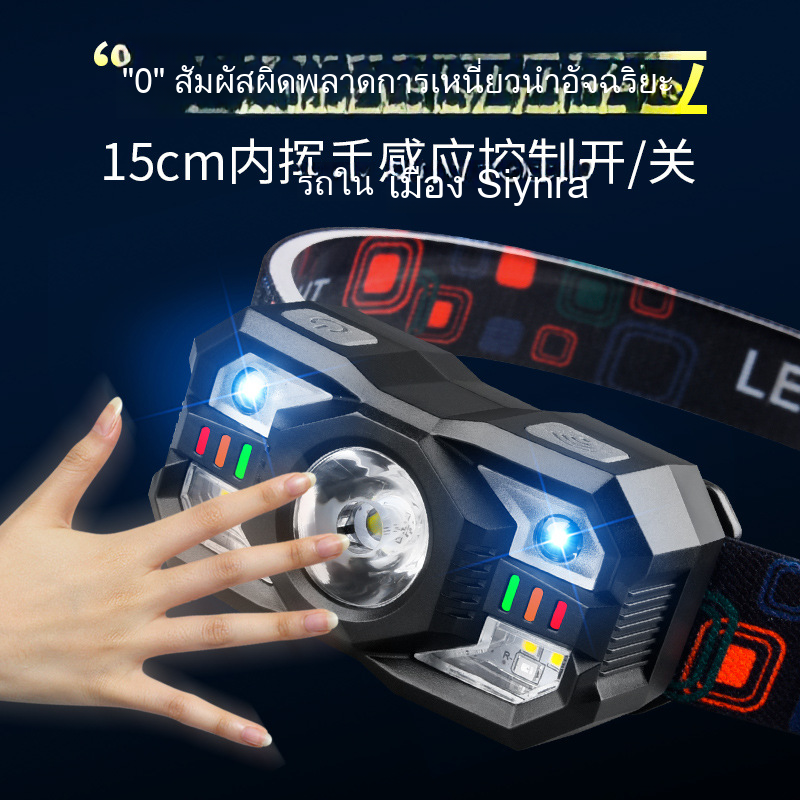 "0" สัมผัสผิดพลาดการเหนี่ยวนำอัจฉริยะ
15cm内挥手感应控制开/关
รถใน เมือง Siynra
LE